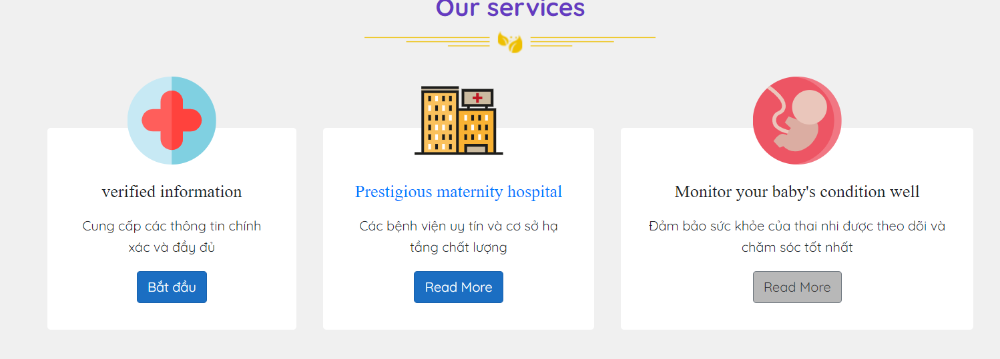 Our services
verified information
Cung cấp các thông tin chính
xác và đầy đủ
Bắt đầu
Prestigious maternity hospital
Các bệnh viện uy tín và cơ sở hạ
tầng chất lượng
Read More
Monitor your baby's condition well
Đảm bảo sức khỏe của thai nhi được theo dõi và
chăm sóc tốt nhất
Read More